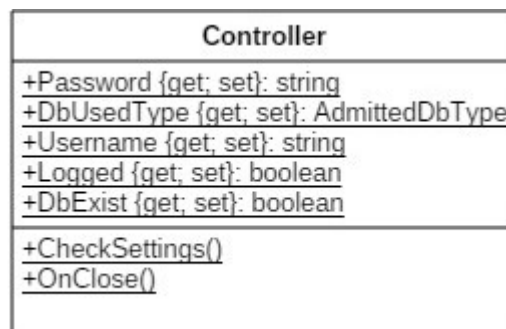 Controller
+Password {get; set}: string
+DbUsedType {get; set}: AdmittedDbType
+Username {get; set}: string
+Logged {get; set}: boolean
+DbExist {get; set}: boolean
+CheckSettings()
+OnClose()